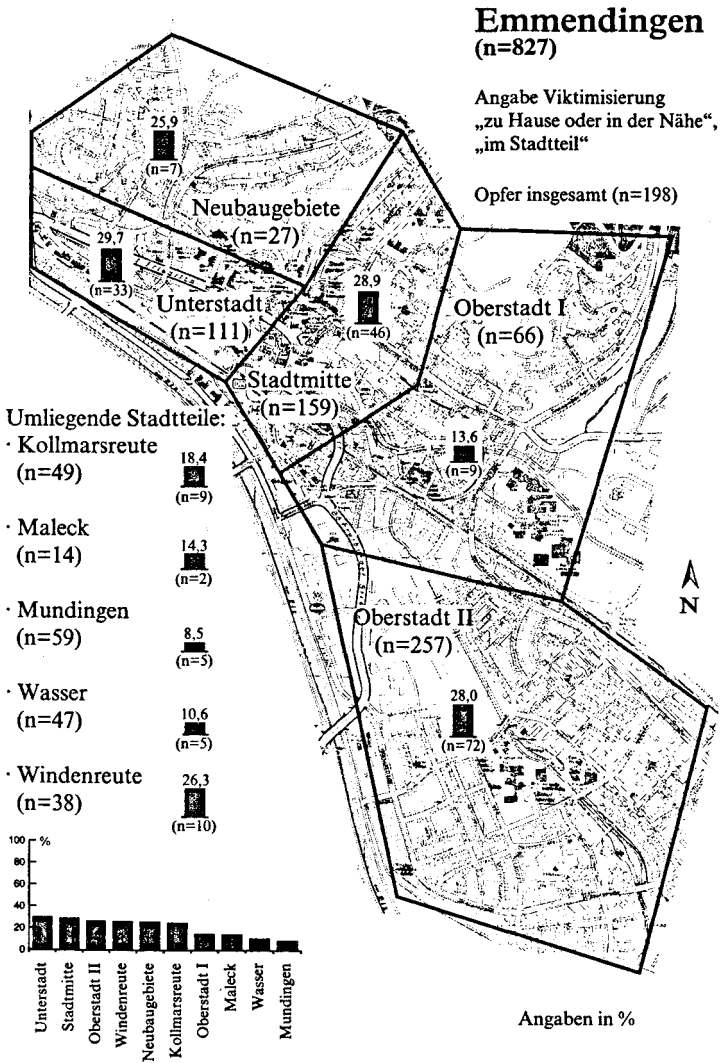 Emmendingen
(n=827)
Angabe Viktimisierung
„zu Hause oder in der Nähe“,
„im Stadtteil“
Opfer insgesamt (n=198)
25,9
(n=7)
Neubaugebiete
(n=27)
29,7
(n=33)
Unterstadt
(n=111)
28,9
(n=46)
Stadtmitte
(n=159)
Oberstadt I
(n=66)
13,6
(n=9)
Oberstadt II
(n=257)
28,0
(n=72)
N
Umliegende Stadtteile:
· Kollmarsreute
(n=49)
18,4
(n=9)
· Maleck
(n=14)
14,3
(n=2)
· Mundingen
(n=59)
8,5
(n=5)
· Wasser
(n=47)
10,6
(n=5)
· Windenreute
(n=38)
26,3
(n=10)
%
100
80
60
40
20
0
Unterstadt
Stadtmitte
Oberstadt II
Windenreute
Neubaugebiete
Kollmarsreute
Oberstadt I
Maleck
Wasser
Mundingen
Angaben in %